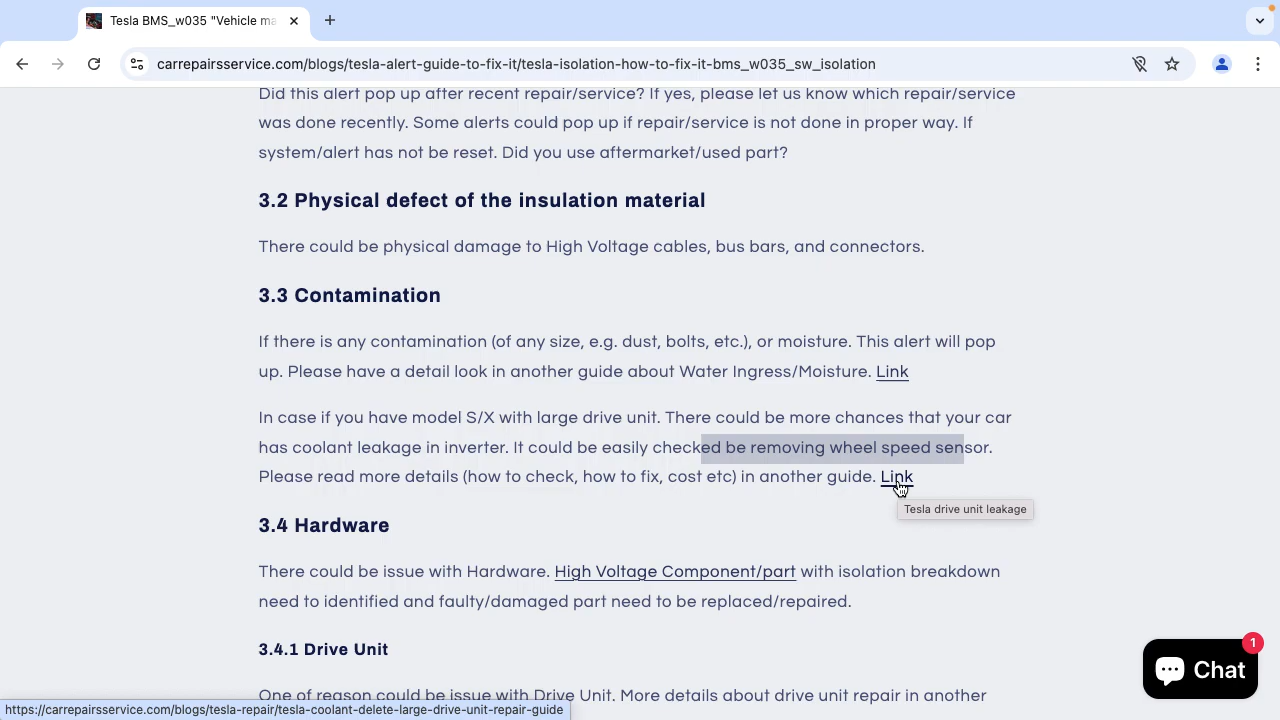 Tesla BMS_w035 "Vehicle ma
carrepairsservice.com/blogs/tesla-alert-guide-to-fix-it/tesla-isolation-how-to-fix-it-bms_w035_sw_isolation
Did this alert pop up after recent repair/service? If yes, please let us know which repair/service
was done recently. Some alerts could pop up if repair/service is not done in proper way. If
system/alert has not be reset. Did you use aftermarket/used part?
3.2 Physical defect of the insulation material
There could be physical damage to High Voltage cables, bus bars, and connectors.
3.3 Contamination
If there is any contamination (of any size, e.g. dust, bolts, etc.), or moisture. This alert will pop
up. Please have a detail look in another guide about Water Ingress/Moisture. Link
In case if you have model S/X with large drive unit. There could be more chances that your car
has coolant leakage in inverter. It could be easily checked be removing wheel speed sensor.
Please read more details (how to check, how to fix, cost etc) in another guide. Link
Tesla drive unit leakage
3.4 Hardware
There could be issue with Hardware. High Voltage Component/part with isolation breakdown
need to identified and faulty/damaged part need to be replaced/repaired.
3.4.1 Drive Unit
One of reason could be issue with Drive Unit. More details about drive unit repair in another
1
Chat
https://carrepairsservice.com/blogs/tesla-repair/tesla-coolant-delete-large-drive-unit-repair-guide